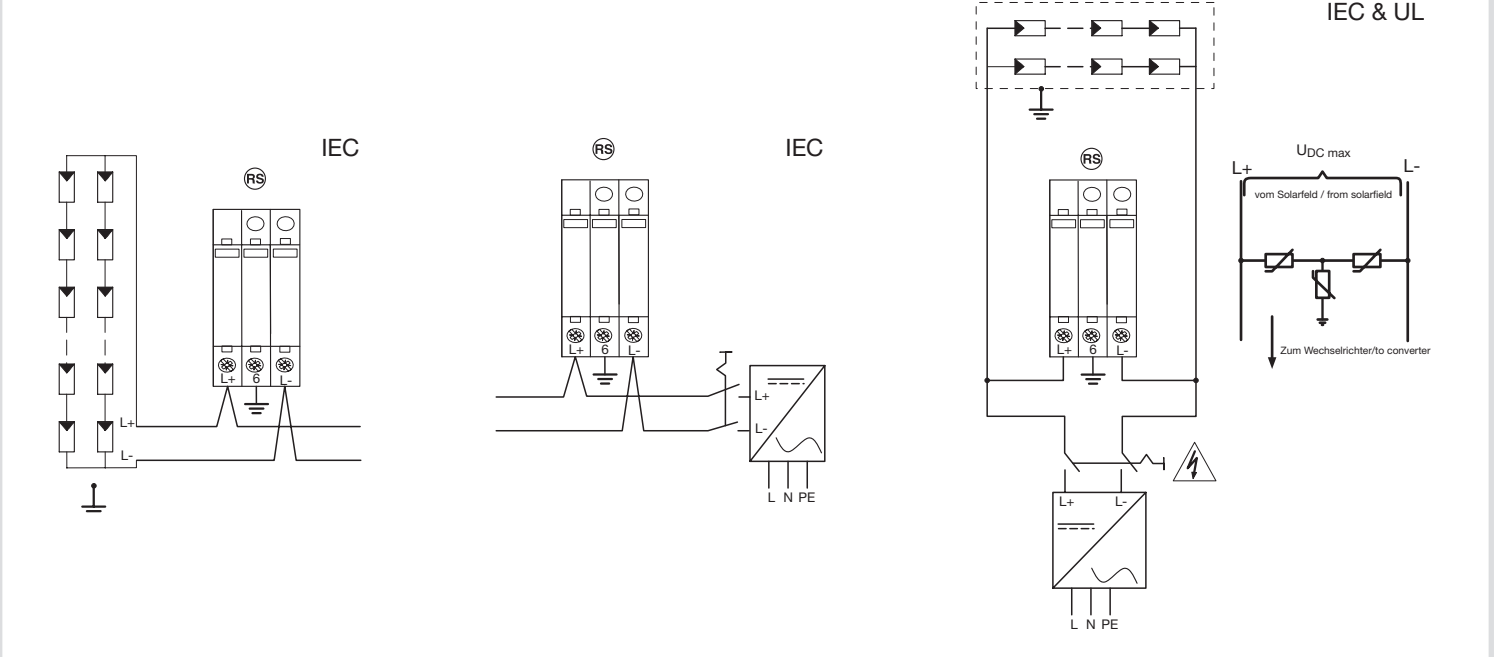 IEC
RS
L+ 6 L-
L+
L-
IEC
RS
L+ 6 L-
L+
L-
L N PE
IEC & UL
RS
L+ 6 L-
L+ L-
L N PE
UDC max
L+ L-
vom Solarfeld / from solarfield
Zum Wechselrichter/to converter